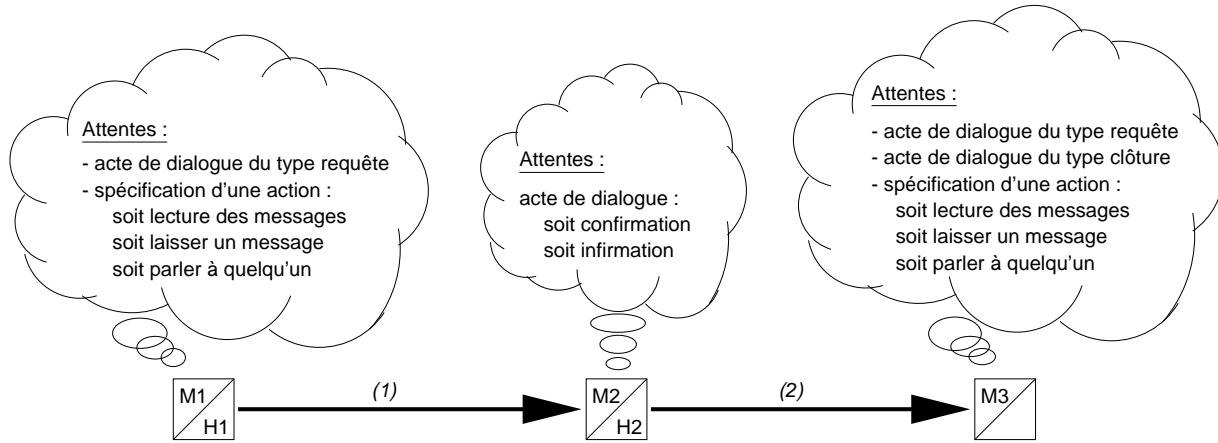 Attentes :
- acte de dialogue du type requête
- spécification d'une action :
soit lecture des messages
soit laisser un message
soit parler à quelqu'un
Attentes :
acte de dialogue :
soit confirmation
soit infirmation
Attentes :
- acte de dialogue du type requête
- acte de dialogue du type clôture
- spécification d'une action :
soit lecture des messages
soit laisser un message
soit parler à quelqu'un
M1
H1
(1)
M2
H2
(2)
M3